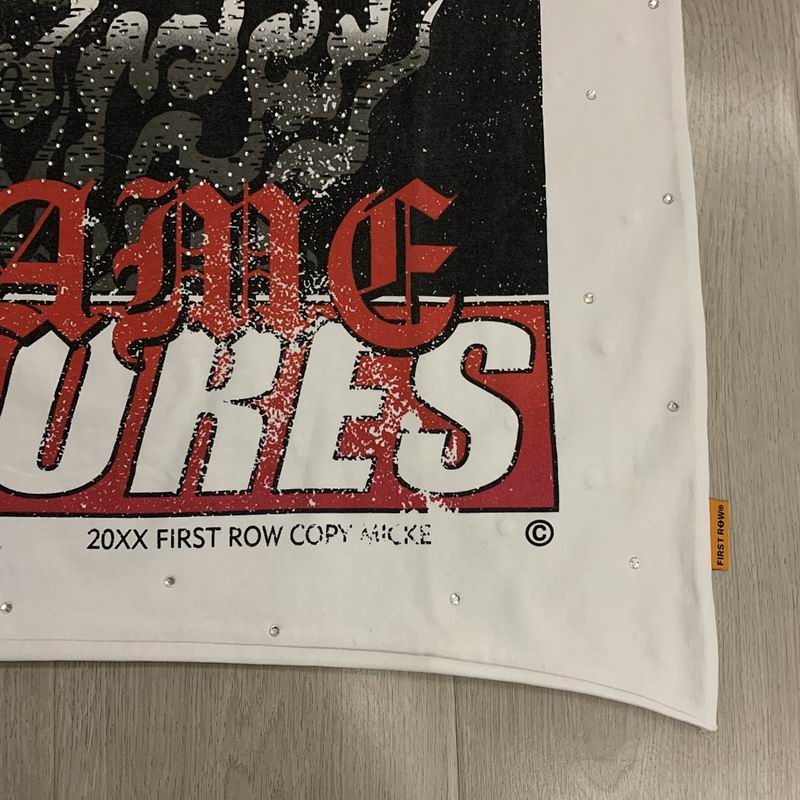 AME
URES
20XX FIRST ROW COPY MICKE
©
FIRST ROW®